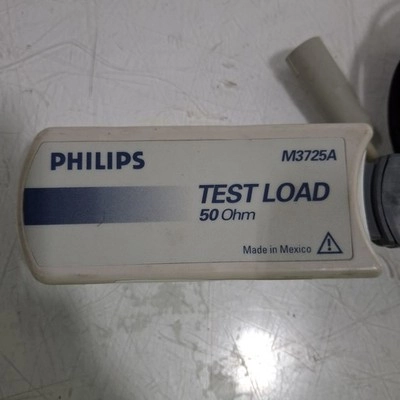 PHILIPS M3725A
TEST LOAD
50 Ohm
Made in Mexico